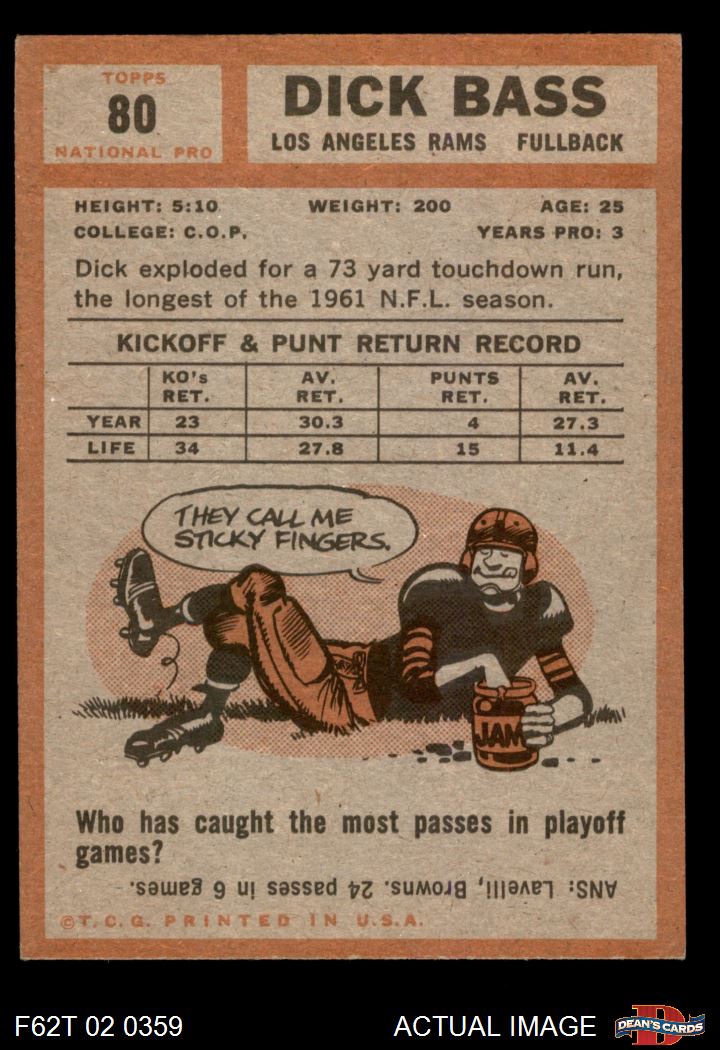 TOPPS
80
NATIONAL PRO
DICK BASS
LOS ANGELES RAMS FULLBACK
HEIGHT: 5:10 WEIGHT: 200 AGE: 25
COLLEGE: C.O.P. YEARS PRO: 3
Dick exploded for a 73 yard touchdown run,
the longest of the 1961 N.F.L. season.
KICKOFF & PUNT RETURN RECORD
KO's AV. PUNTS AV.
RET. RET. RET. RET.
YEAR 23 30.3 4 27.3
LIFE 34 27.8 15 11.4
THEY CALL ME
STICKY FINGERS.
JAM
Who has caught the most passes in playoff
games?
ANS: Lavelli, Browns. 24 passes in 6 games.
©T.C.G. PRINTED IN U.S.A.
F62T 02 0359 ACTUAL IMAGE
D
DEAN'S CARDS